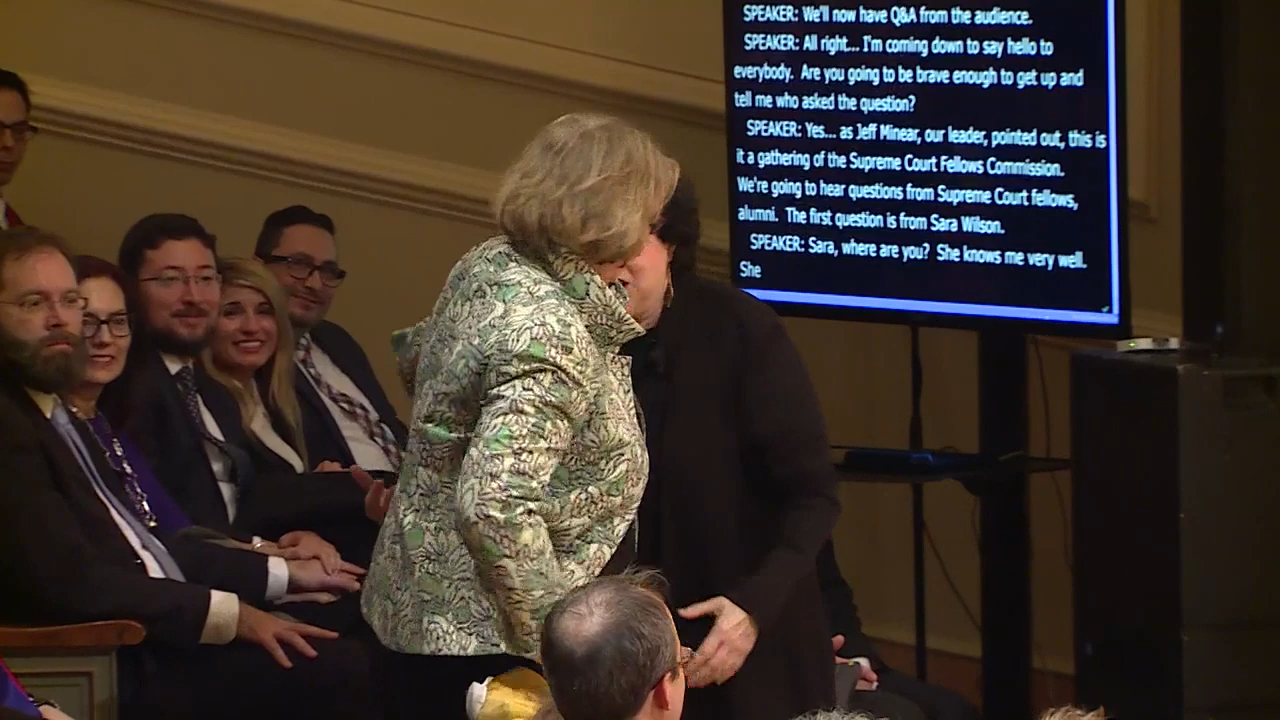 SPEAKER: We'll now have Q&A from the audience.
SPEAKER: All right... I'm coming down to say hello to
everybody. Are you going to be brave enough to get up and
tell me who asked the question?
SPEAKER: Yes... as Jeff Minear, our leader, pointed out, this is
it a gathering of the Supreme Court Fellows Commission.
We're going to hear questions from Supreme Court fellows,
alumni. The first question is from Sara Wilson.
SPEAKER: Sara, where are you? She knows me very well.
She